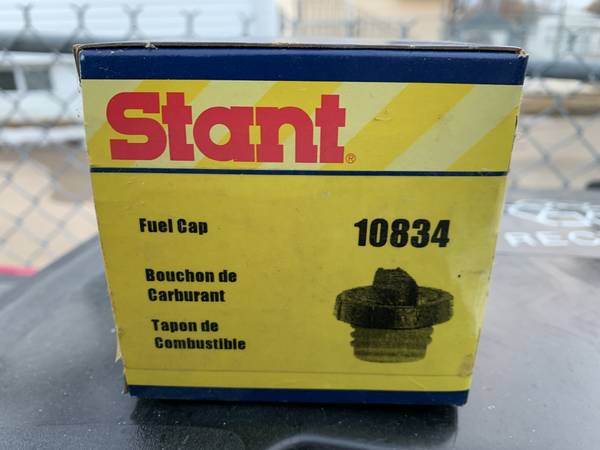 Stant®
Fuel Cap
10834
Bouchon de
Carburant
Tapon de
Combustible